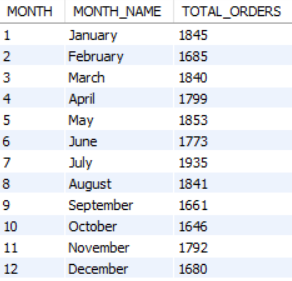 MONTH MONTH_NAME TOTAL_ORDERS
1 January 1845
2 February 1685
3 March 1840
4 April 1799
5 May 1853
6 June 1773
7 July 1935
8 August 1841
9 September 1661
10 October 1646
11 November 1792
12 December 1680